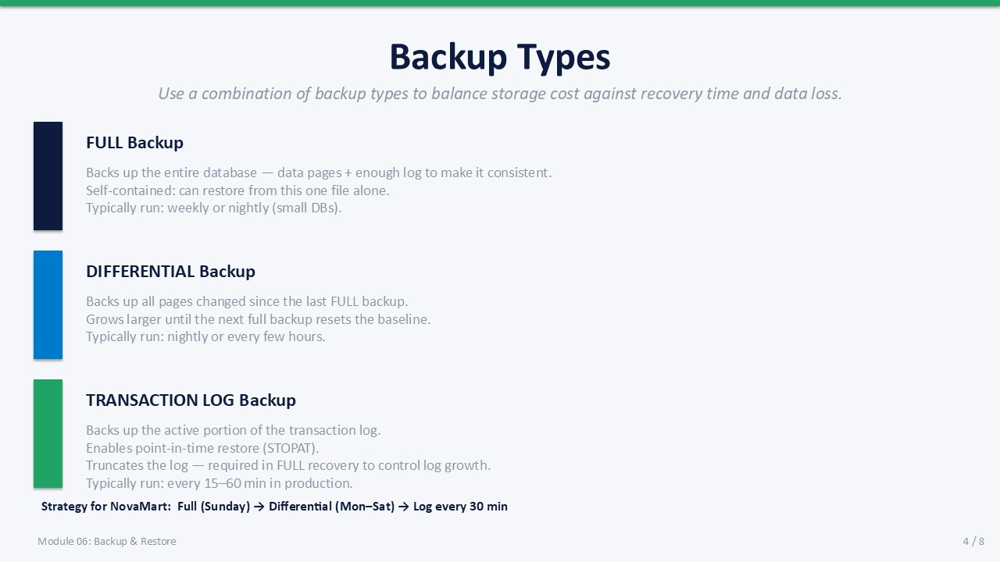 Backup Types
Use a combination of backup types to balance storage cost against recovery time and data loss.
FULL Backup
Backs up the entire database — data pages + enough log to make it consistent.
Self-contained: can restore from this one file alone.
Typically run: weekly or nightly (small DBs).
DIFFERENTIAL Backup
Backs up all pages changed since the last FULL backup.
Grows larger until the next full backup resets the baseline.
Typically run: nightly or every few hours.
TRANSACTION LOG Backup
Backs up the active portion of the transaction log.
Enables point-in-time restore (STOPAT).
Truncates the log — required in FULL recovery to control log growth.
Typically run: every 15–60 min in production.
Strategy for NovaMart:  Full (Sunday) → Differential (Mon–Sat) → Log every 30 min
Module 06: Backup & Restore
4 / 8